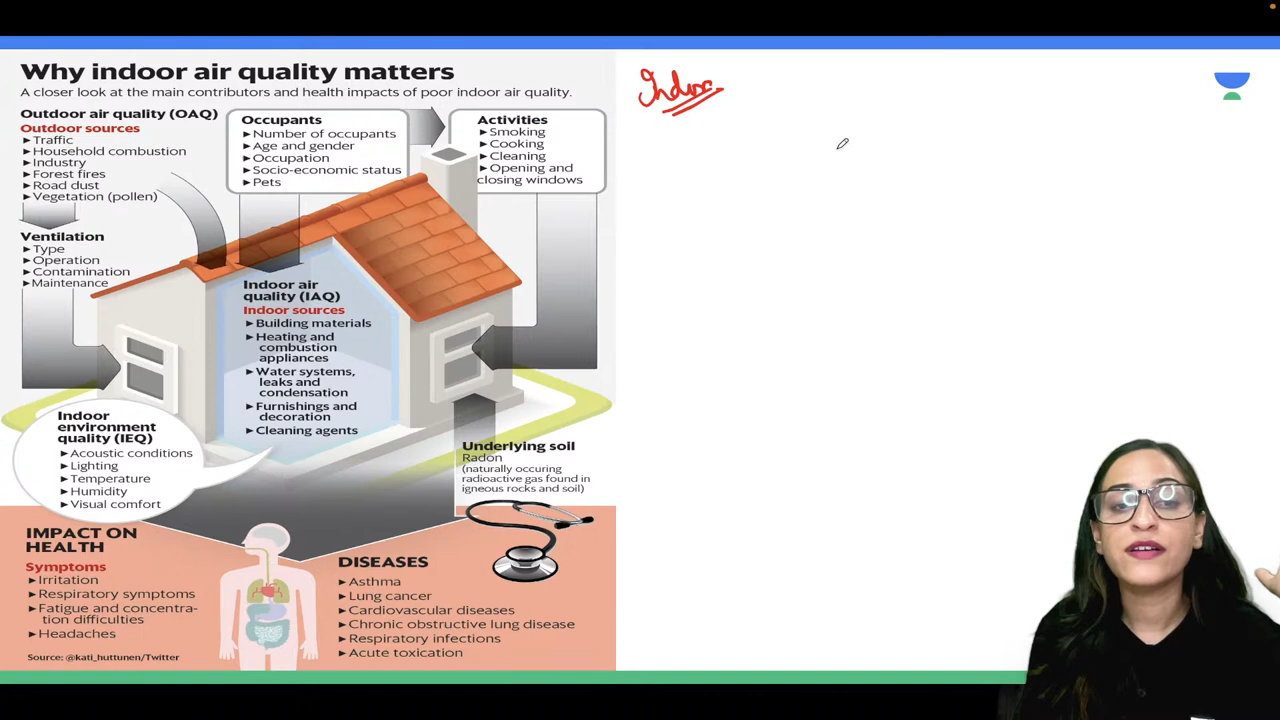 Why indoor air quality matters
A closer look at the main contributors and health impacts of poor indoor air quality.
Outdoor air quality (OAQ)
Outdoor sources
►Traffic
►Household combustion
►Industry
►Forest fires
►Road dust
►Vegetation (pollen)
Occupants
►Number of occupants
►Age and gender
►Occupation
►Socio-economic status
►Pets
Activities
►Smoking
►Cooking
►Cleaning
►Opening and
closing windows
Ventilation
►Type
►Operation
►Contamination
►Maintenance
Indoor air
quality (IAQ)
Indoor sources
►Building materials
►Heating and
combustion
appliances
►Water systems,
leaks and
condensation
►Furnishings and
decoration
►Cleaning agents
Indoor
environment
quality (IEQ)
►Acoustic conditions
►Lighting
►Temperature
►Humidity
►Visual comfort
Underlying soil
Radon
(naturally occuring
radioactive gas found in
igneous rocks and soil)
IMPACT ON
HEALTH
Symptoms
►Irritation
►Respiratory symptoms
►Fatigue and concentra-
tion difficulties
►Headaches
DISEASES
►Asthma
►Lung cancer
►Cardiovascular diseases
►Chronic obstructive lung disease
►Respiratory infections
►Acute toxication
Source: @kati_huttunen/Twitter
Indoor